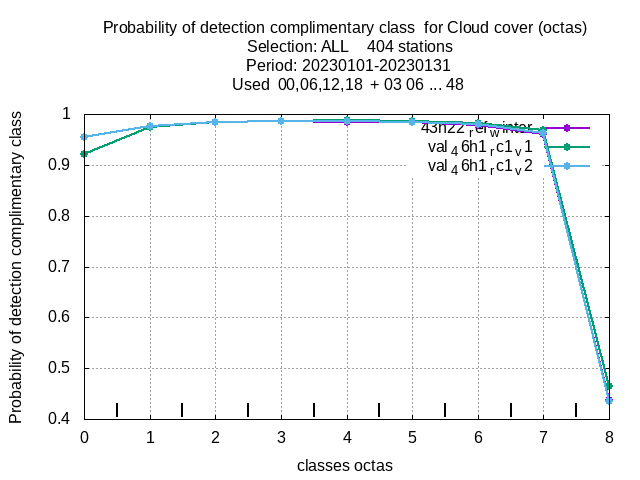 Probability of detection complimentary class for Cloud cover (octas)
Selection: ALL 404 stations
Period: 20230101-20230131
Used 00,06,12,18 + 03 06 ... 48
Probability of detection complimentary class
1
0.9
0.8
0.7
0.6
0.5
0.4
43h22refwinter
val46h1rc1v1
val46h1rc1v2
0 1 2 3 4 5 6 7 8
classes octas